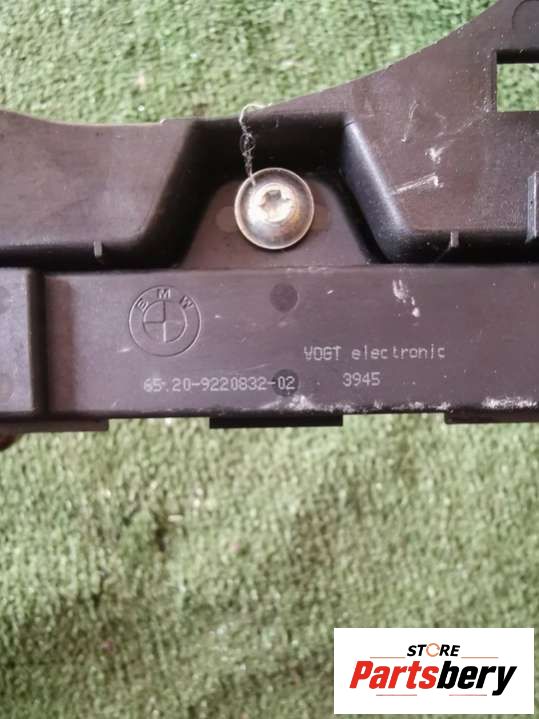 BMW
VOGT electronic
65.20-9220832-02 3945
STORE
Partsbery